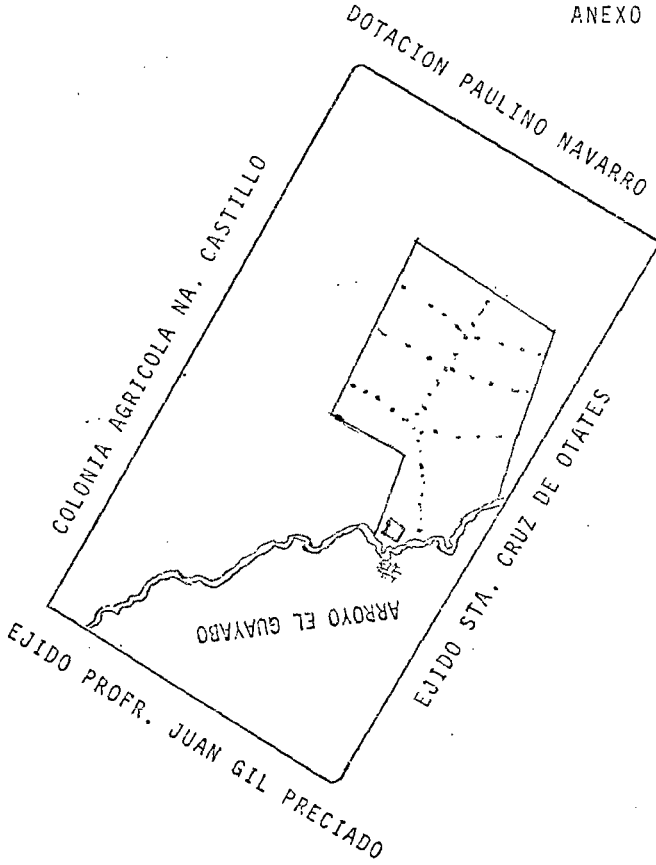 ANEXO
DOTACION PAULINO NAVARRO
COLONIA AGRICOLA NA. CASTILLO
EJIDO STA. CRUZ DE OTATES
ARROYO EL GUAYABO
EJIDO PROFR. JUAN GIL PRECIADO